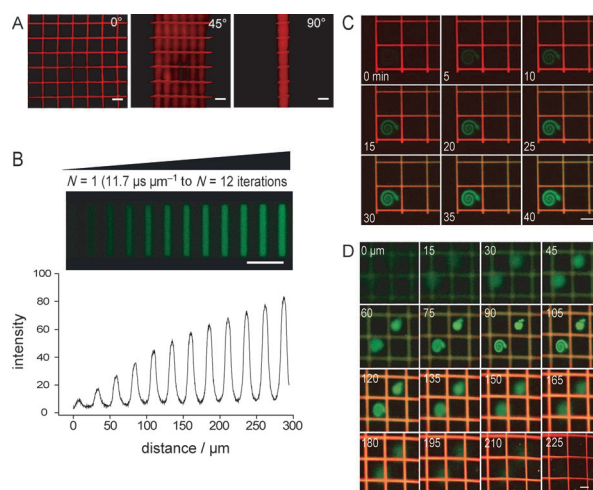 A
0°
45°
90°
B
N = 1 (11.7 µs µm⁻¹ to N = 12 iterations
100
80
60
40
20
0
intensity
0 50 100 150 200 250 300
distance / µm
C
0 min 5 10
15 20 25
30 35 40
D
0 µm 15 30 45
60 75 90 105
120 135 150 165
180 195 210 225